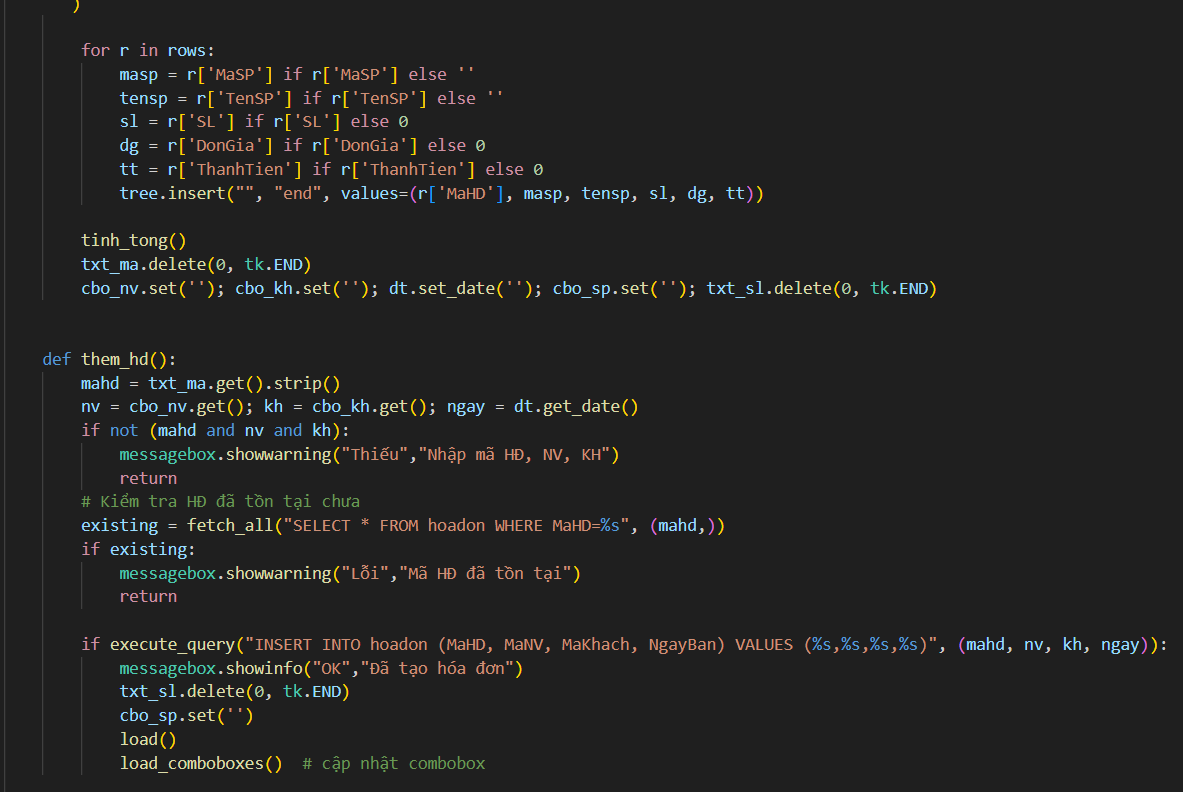 )
for r in rows:
masp = r['MaSP'] if r['MaSP'] else ''
tensp = r['TenSP'] if r['TenSP'] else ''
sl = r['SL'] if r['SL'] else 0
dg = r['DonGia'] if r['DonGia'] else 0
tt = r['ThanhTien'] if r['ThanhTien'] else 0
tree.insert("", "end", values=(r['MaHD'], masp, tensp, sl, dg, tt))
tinh_tong()
txt_ma.delete(0, tk.END)
cbo_nv.set(''); cbo_kh.set(''); dt.set_date(''); cbo_sp.set(''); txt_sl.delete(0, tk.END)
def them_hd():
mahd = txt_ma.get().strip()
nv = cbo_nv.get(); kh = cbo_kh.get(); ngay = dt.get_date()
if not (mahd and nv and kh):
messagebox.showwarning("Thiếu","Nhập mã HĐ, NV, KH")
return
# Kiểm tra HĐ đã tồn tại chưa
existing = fetch_all("SELECT * FROM hoadon WHERE MaHD=%s", (mahd,))
if existing:
messagebox.showwarning("Lỗi","Mã HĐ đã tồn tại")
return
if execute_query("INSERT INTO hoadon (MaHD, MaNV, MaKhach, NgayBan) VALUES (%s,%s,%s,%s)", (mahd, nv, kh, ngay)):
messagebox.showinfo("OK","Đã tạo hóa đơn")
txt_sl.delete(0, tk.END)
cbo_sp.set('')
load()
load_comboboxes()  # cập nhật combobox